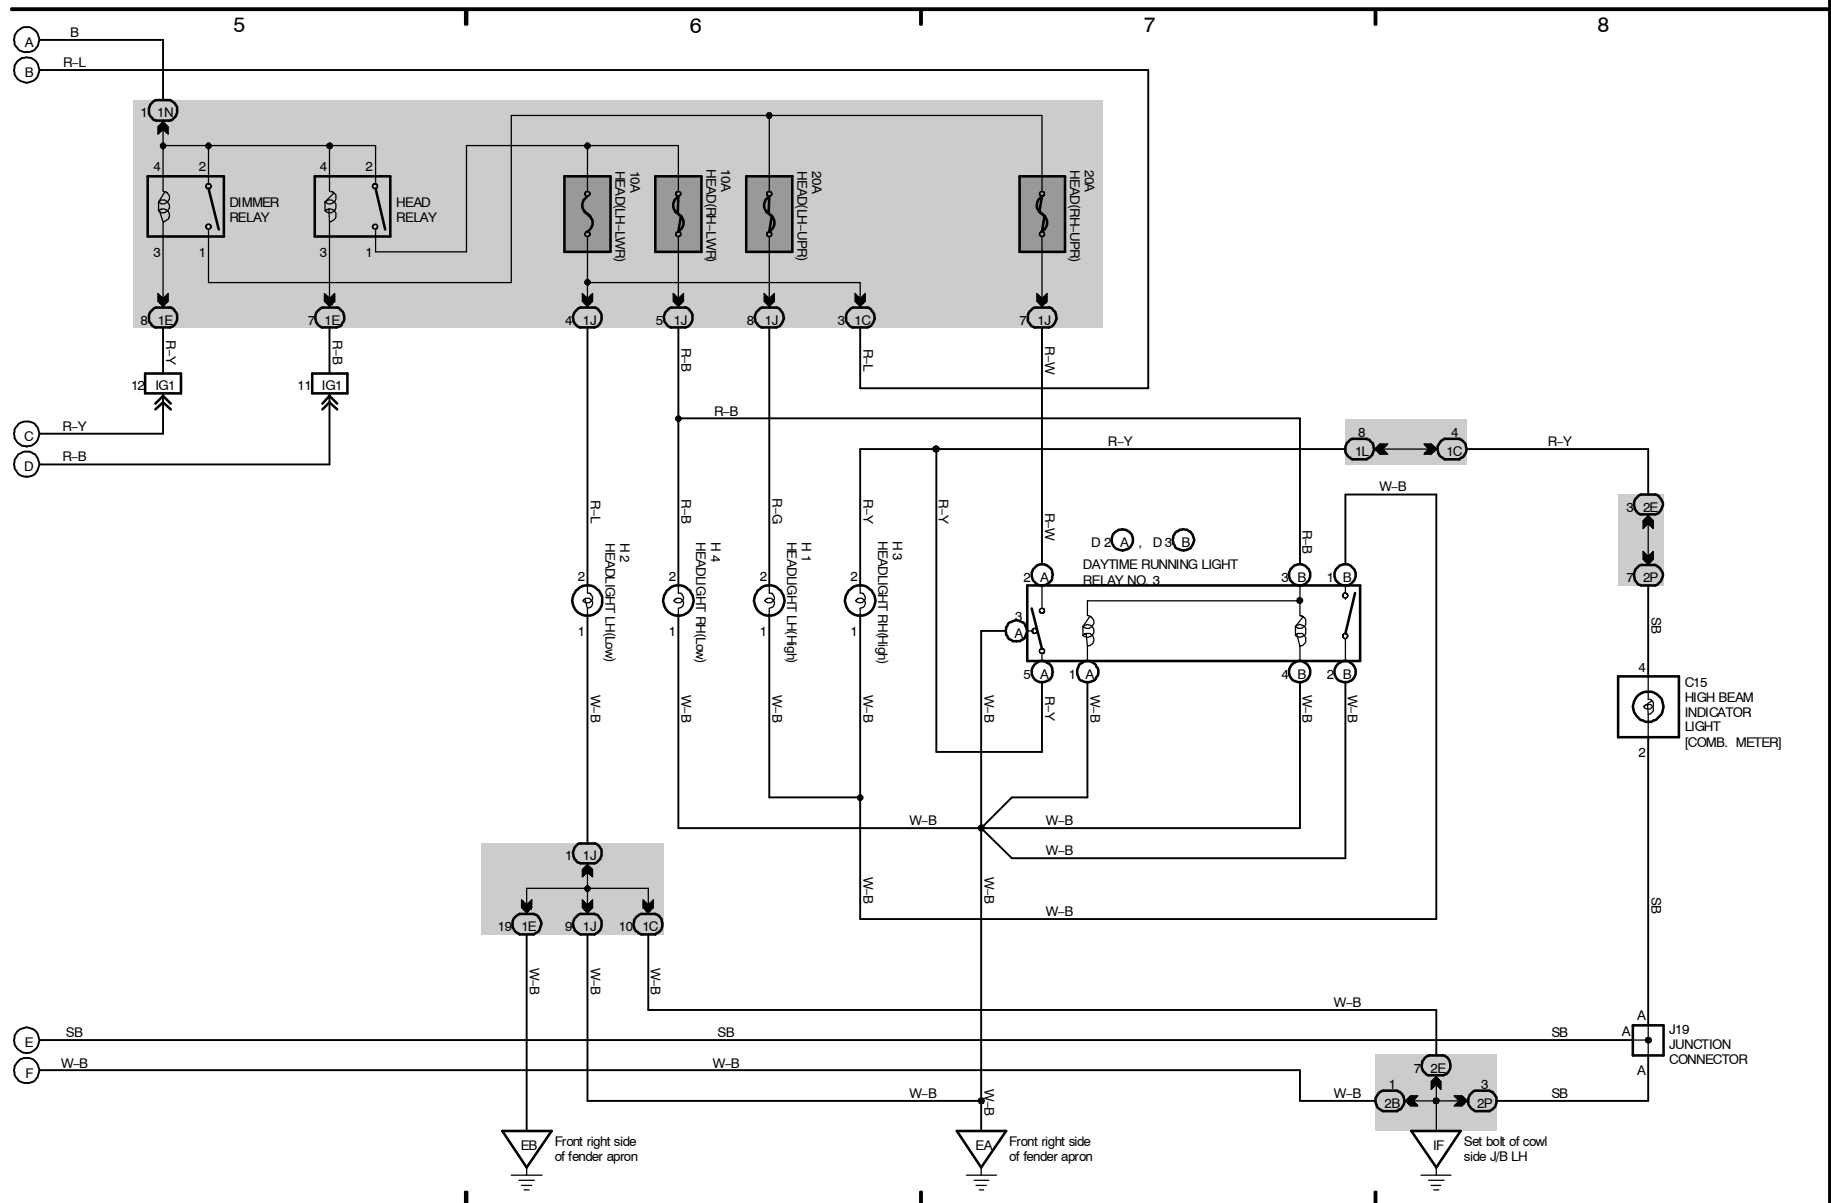 5
6
7
8
A
B
B
R–L
1
1N
4
2
4
2
DIMMER
RELAY
HEAD
RELAY
3
1
3
1
10A
HEAD(LH–LWR)
10A
HEAD(RH–LWR)
20A
HEAD(LH–UPR)
20A
HEAD(RH–UPR)
8
1E
7
1E
4
1J
5
1J
8
1J
3
1C
7
1J
R–Y
R–B
R–B
R–L
R–W
12
IG1
11
IG1
C
R–Y
D
R–B
R–B
R–Y
8
1L
4
1C
R–Y
R–L
R–B
R–G
R–Y
R–Y
R–W
R–B
W–B
3
2E
7
2P
D 2
A
, D 3
B
DAYTIME RUNNING LIGHT
RELAY NO. 3
H 2
HEADLIGHT LH(Low)
H 4
HEADLIGHT RH(Low)
H 1
HEADLIGHT LH(High)
H 3
HEADLIGHT RH(High)
2
2
2
2
1
1
1
1
2
A
3
B
1
B
3
A
5
A
1
A
4
B
2
B
SB
4
C15
HIGH BEAM
INDICATOR
LIGHT
[COMB. METER]
2
W–B
W–B
W–B
W–B
W–B
R–Y
W–B
W–B
W–B
W–B
W–B
W–B
1
1J
19
1E
9
1J
10
1C
W–B
W–B
W–B
SB
W–B
W–B
W–B
W–B
E
SB
SB
SB
A
A
J19
JUNCTION
CONNECTOR
A
F
W–B
W–B
7
2E
W–B
W–B
W–B
1
2B
3
2P
SB
EB
Front right side
of fender apron
EA
Front right side
of fender apron
IF
Set bolt of cowl
side J/B LH